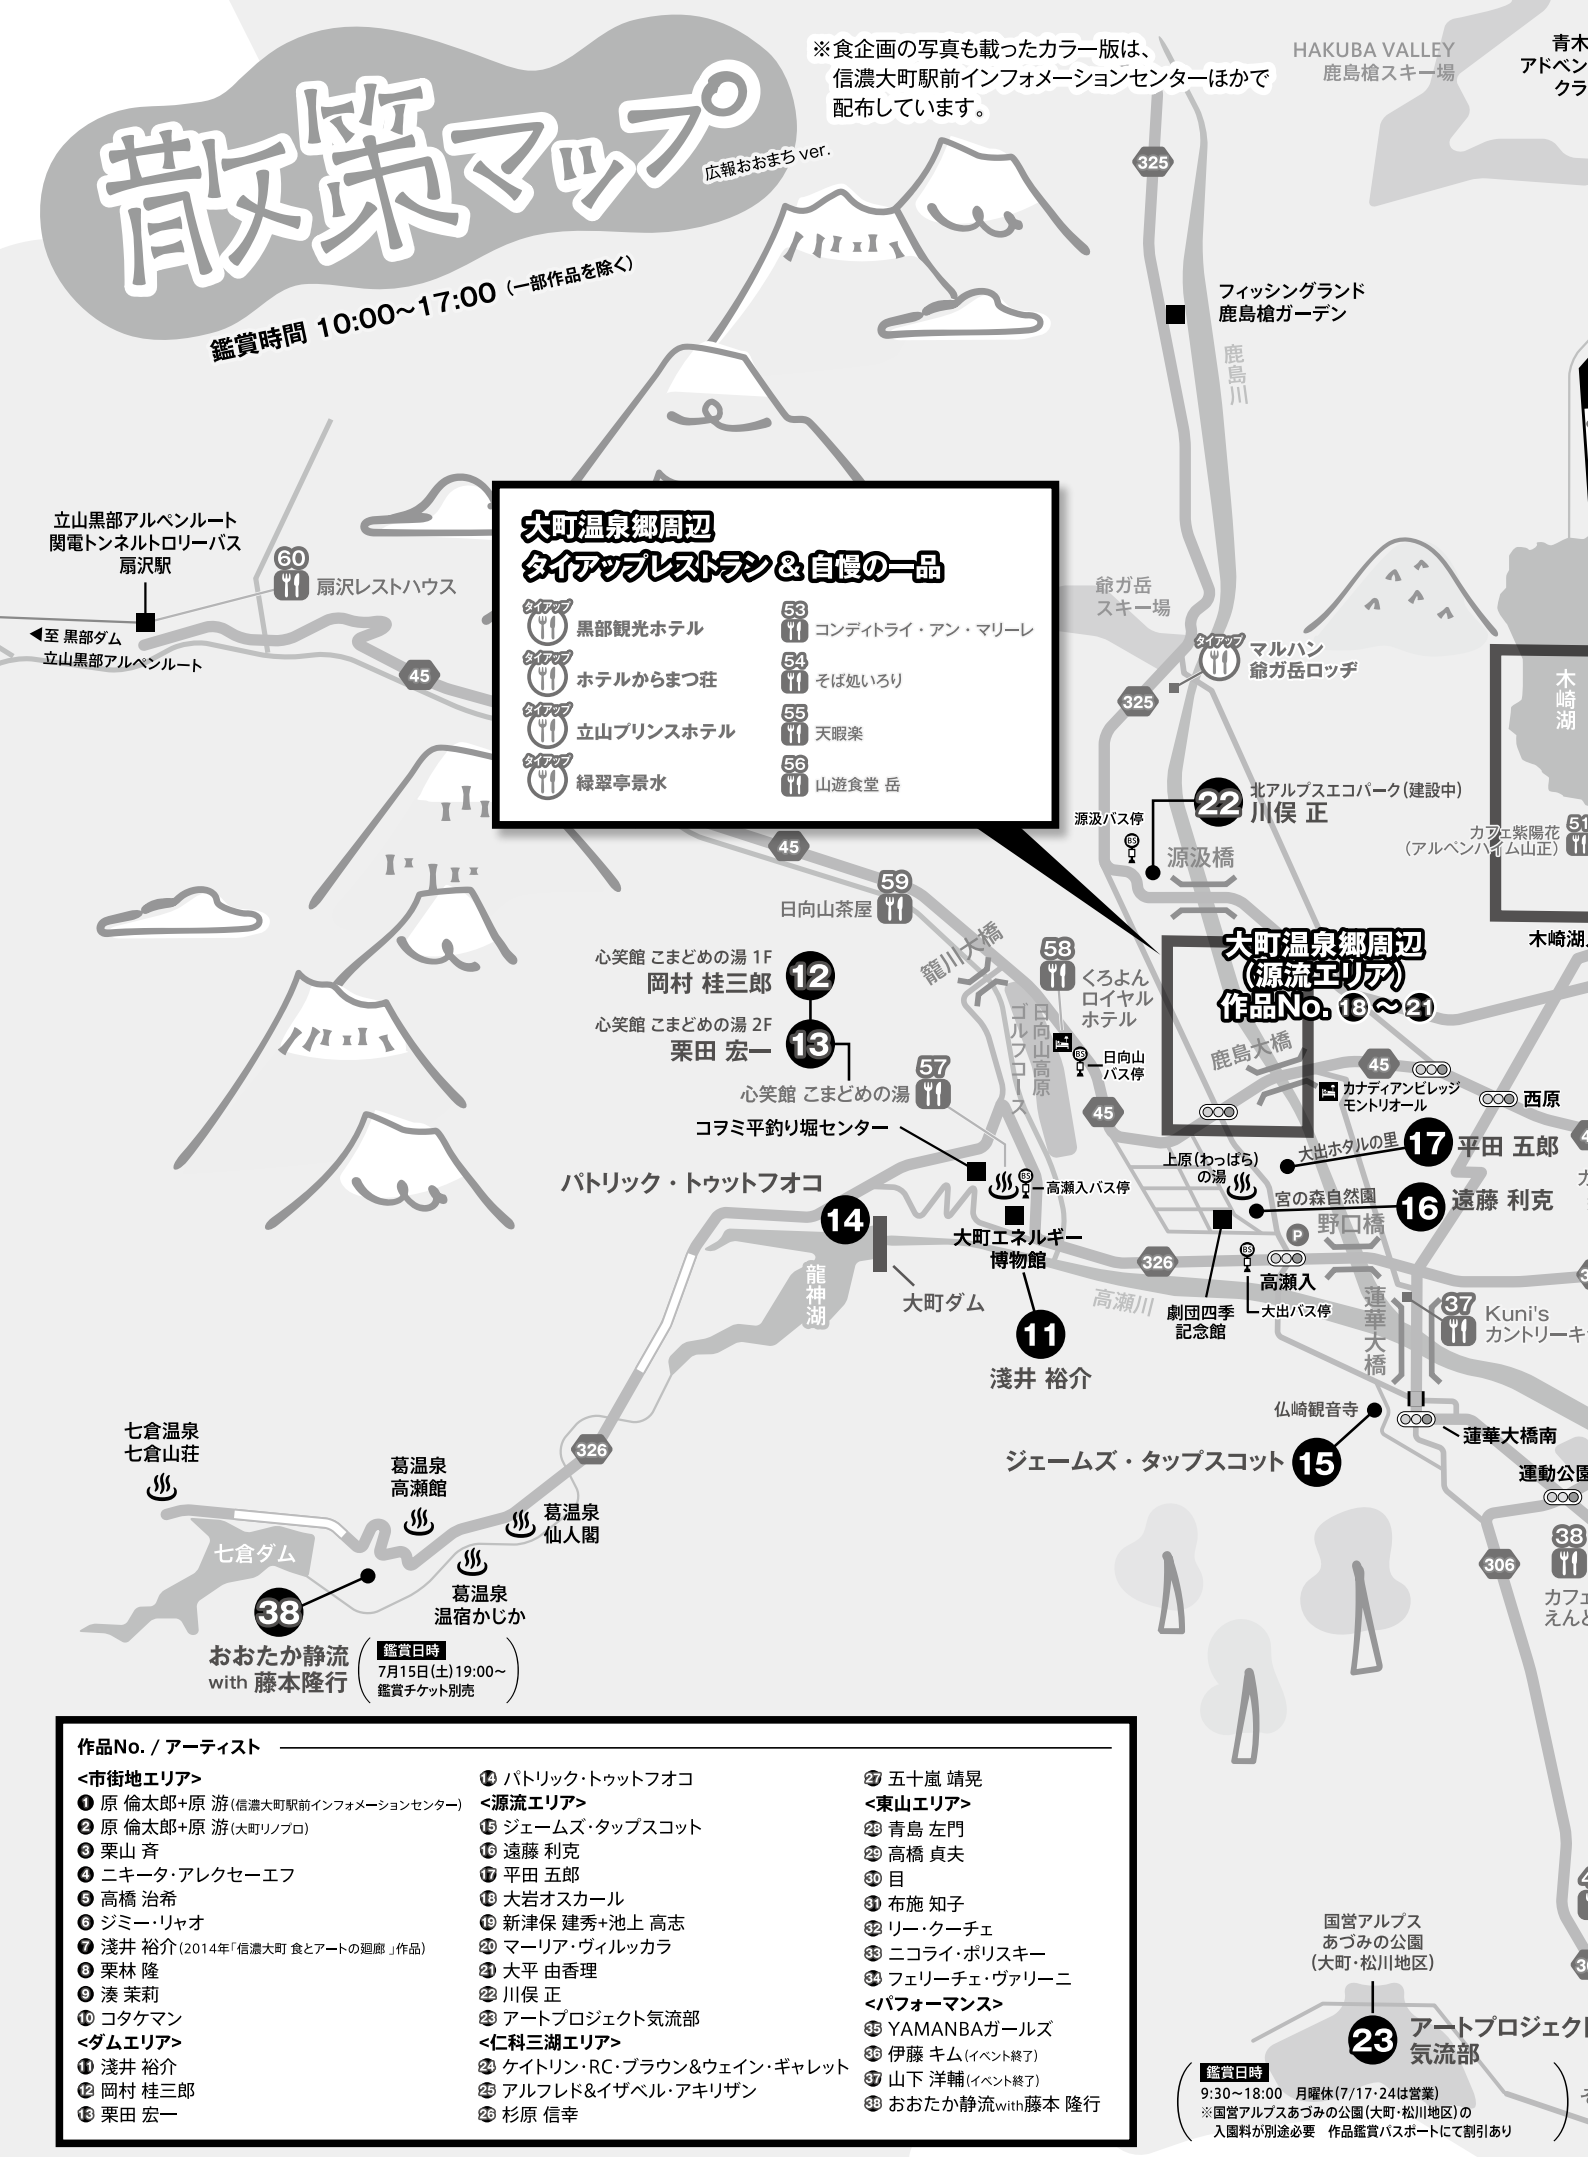 散策マップ
広報おおまち ver.
鑑賞時間 10:00～17:00（一部作品を除く）
※食企画の写真も載ったカラー版は、
信濃大町駅前インフォメーションセンターほかで
配布しています。
HAKUBA VALLEY
鹿島槍スキー場
青木
アドベン
クラ
325
フィッシングランド
鹿島槍ガーデン
鹿島川
立山黒部アルペンルート
関電トンネルトロリーバス
扇沢駅
60
扇沢レストハウス
◀至 黒部ダム
立山黒部アルペンルート
45
大町温泉郷周辺
タイアップレストラン & 自慢の一品
タイアップ 黒部観光ホテル
タイアップ ホテルからまつ荘
タイアップ 立山プリンスホテル
タイアップ 緑翠亭景水
53 コンディトライ・アン・マリーレ
54 そば処いろり
55 天暇楽
56 山遊食堂 岳
爺ガ岳
スキー場
タイアップ マルハン
爺ガ岳ロッヂ
325
木崎湖
22 北アルプスエコパーク（建設中）
川俣 正
源汲バス停
BS
源汲橋
51
カフェ紫陽花
（アルペンハイム山正）
木崎湖
45
59
日向山茶屋
籠川大橋
心笑館 こまどめの湯 1F
岡村 桂三郎
12
心笑館 こまどめの湯 2F
栗田 宏一
13
57
心笑館 こまどめの湯
58
くろよん
ロイヤル
ホテル
日向山高原
ゴルフコース
BS
日向山
バス停
大町温泉郷周辺
（源流エリア）
作品No. 18 ～ 21
鹿島大橋
45
カナディアンビレッジ
モントリオール
西原
45
コヲミ平釣り堀センター
パトリック・トゥットフオコ
14
BS
高瀬入バス停
大町エネルギー
博物館
大町ダム
龍神湖
11
淺井 裕介
上原（わっぱら）
の湯
大出ホタルの里
17 平田 五郎
宮の森自然園
16 遠藤 利克
P
野口橋
BS
高瀬入
大出バス停
326
高瀬川
劇団四季
記念館
蓮華大橋
37
Kuni's
カントリーキ
仏崎観音寺
ジェームズ・タップスコット 15
蓮華大橋南
運動公園
306
38
カフェ
えんと
326
七倉温泉
七倉山荘
葛温泉
高瀬館
葛温泉
仙人閣
葛温泉
温宿かじか
七倉ダム
38
おおたか静流
with 藤本隆行
鑑賞日時
7月15日（土）19:00～
鑑賞チケット別売
作品No. / アーティスト
<市街地エリア>
1 原 倫太郎+原 游（信濃大町駅前インフォメーションセンター）
2 原 倫太郎+原 游（大町リノプロ）
3 栗山 斉
4 ニキータ・アレクセーエフ
5 高橋 治希
6 ジミー・リャオ
7 淺井 裕介（2014年「信濃大町 食とアートの廻廊 」作品）
8 栗林 隆
9 湊 茉莉
10 コタケマン
<ダムエリア>
11 淺井 裕介
12 岡村 桂三郎
13 栗田 宏一
14 パトリック・トゥットフオコ
<源流エリア>
15 ジェームズ・タップスコット
16 遠藤 利克
17 平田 五郎
18 大岩オスカール
19 新津保 建秀+池上 高志
20 マーリア・ヴィルッカラ
21 大平 由香理
22 川俣 正
23 アートプロジェクト気流部
<仁科三湖エリア>
24 ケイトリン・RC・ブラウン&ウェイン・ギャレット
25 アルフレド&イザベル・アキリザン
26 杉原 信幸
27 五十嵐 靖晃
<東山エリア>
28 青島 左門
29 高橋 貞夫
30 目
31 布施 知子
32 リー・クーチェ
33 ニコライ・ポリスキー
34 フェリーチェ・ヴァリーニ
<パフォーマンス>
35 YAMANBAガールズ
36 伊藤 キム（イベント終了）
37 山下 洋輔（イベント終了）
38 おおたか静流with藤本 隆行
国営アルプス
あづみの公園
（大町・松川地区）
23 アートプロジェクト
気流部
鑑賞日時
9:30～18:00　月曜休（7/17・24は営業）
※国営アルプスあづみの公園（大町・松川地区）の
入園料が別途必要　作品鑑賞パスポートにて割引あり